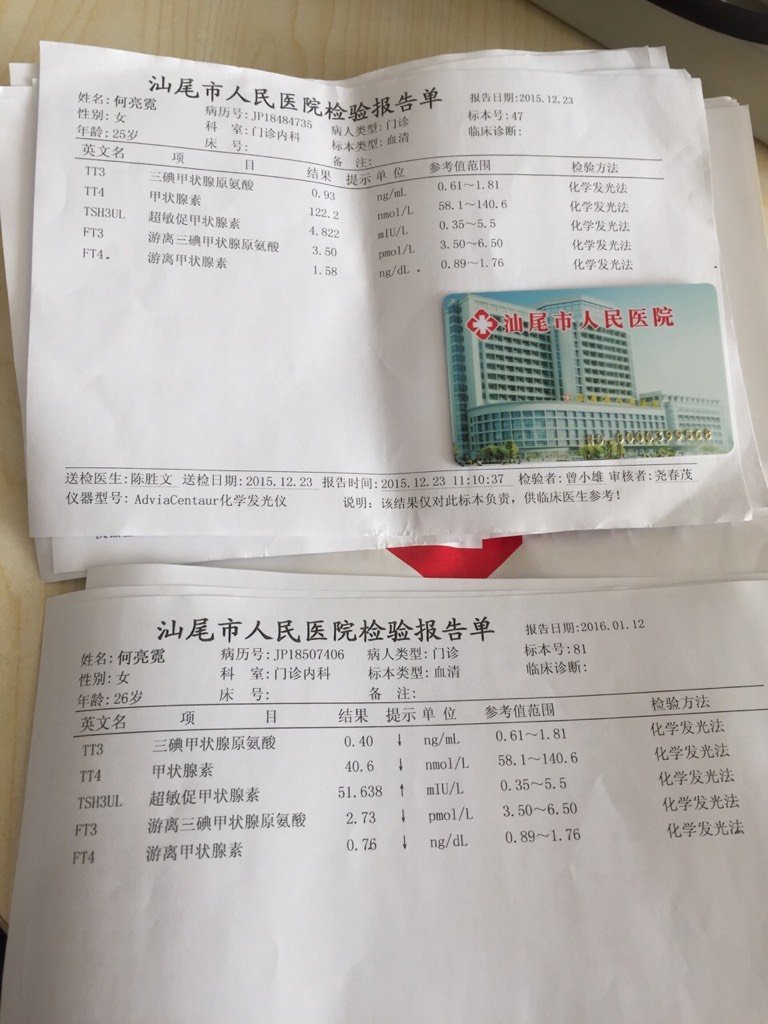 汕尾市人民医院检验报告单
姓名:何亮霓 病历号:JP18484735 病人类型:门诊 报告日期:2015.12.23
性别:女 科 室:门诊内科 标本类型:血清 标本号:47
年龄:25岁 床 号: 备 注: 临床诊断:
英文名 项 目 结果 提示 单 位 参考值范围 检验方法
TT3 三碘甲状腺原氨酸 0.93 ng/mL 0.61～1.81 化学发光法
TT4 甲状腺素 122.2 nmol/L 58.1～140.6 化学发光法
TSH3UL 超敏促甲状腺素 4.822 mIU/L 0.35～5.5 化学发光法
FT3 游离三碘甲状腺原氨酸 3.50 pmol/L 3.50～6.50 化学发光法
FT4 游离甲状腺素 1.58 ng/dL 0.89～1.76 化学发光法
汕尾市人民医院
送检医生:陈胜文 送检日期:2015.12.23 报告时间:2015.12.23 11:10:37 检验者:曾小雄 审核者:尧春茂
仪器型号: AdviaCentaur化学发光仪 说明: 该结果仅对此标本负责, 供临床医生参考!
汕尾市人民医院检验报告单
姓名:何亮霓 病历号:JP18507406 病人类型:门诊 报告日期:2016.01.12
性别:女 科 室:门诊内科 标本类型:血清 标本号:81
年龄:26岁 床 号: 备 注: 临床诊断:
英文名 项 目 结果 提示 单 位 参考值范围 检验方法
TT3 三碘甲状腺原氨酸 0.40 ↓ ng/mL 0.61～1.81 化学发光法
TT4 甲状腺素 40.6 ↓ nmol/L 58.1～140.6 化学发光法
TSH3UL 超敏促甲状腺素 51.638 ↑ mIU/L 0.35～5.5 化学发光法
FT3 游离三碘甲状腺原氨酸 2.73 ↓ pmol/L 3.50～6.50 化学发光法
FT4 游离甲状腺素 0.76 ↓ ng/dL 0.89～1.76 化学发光法